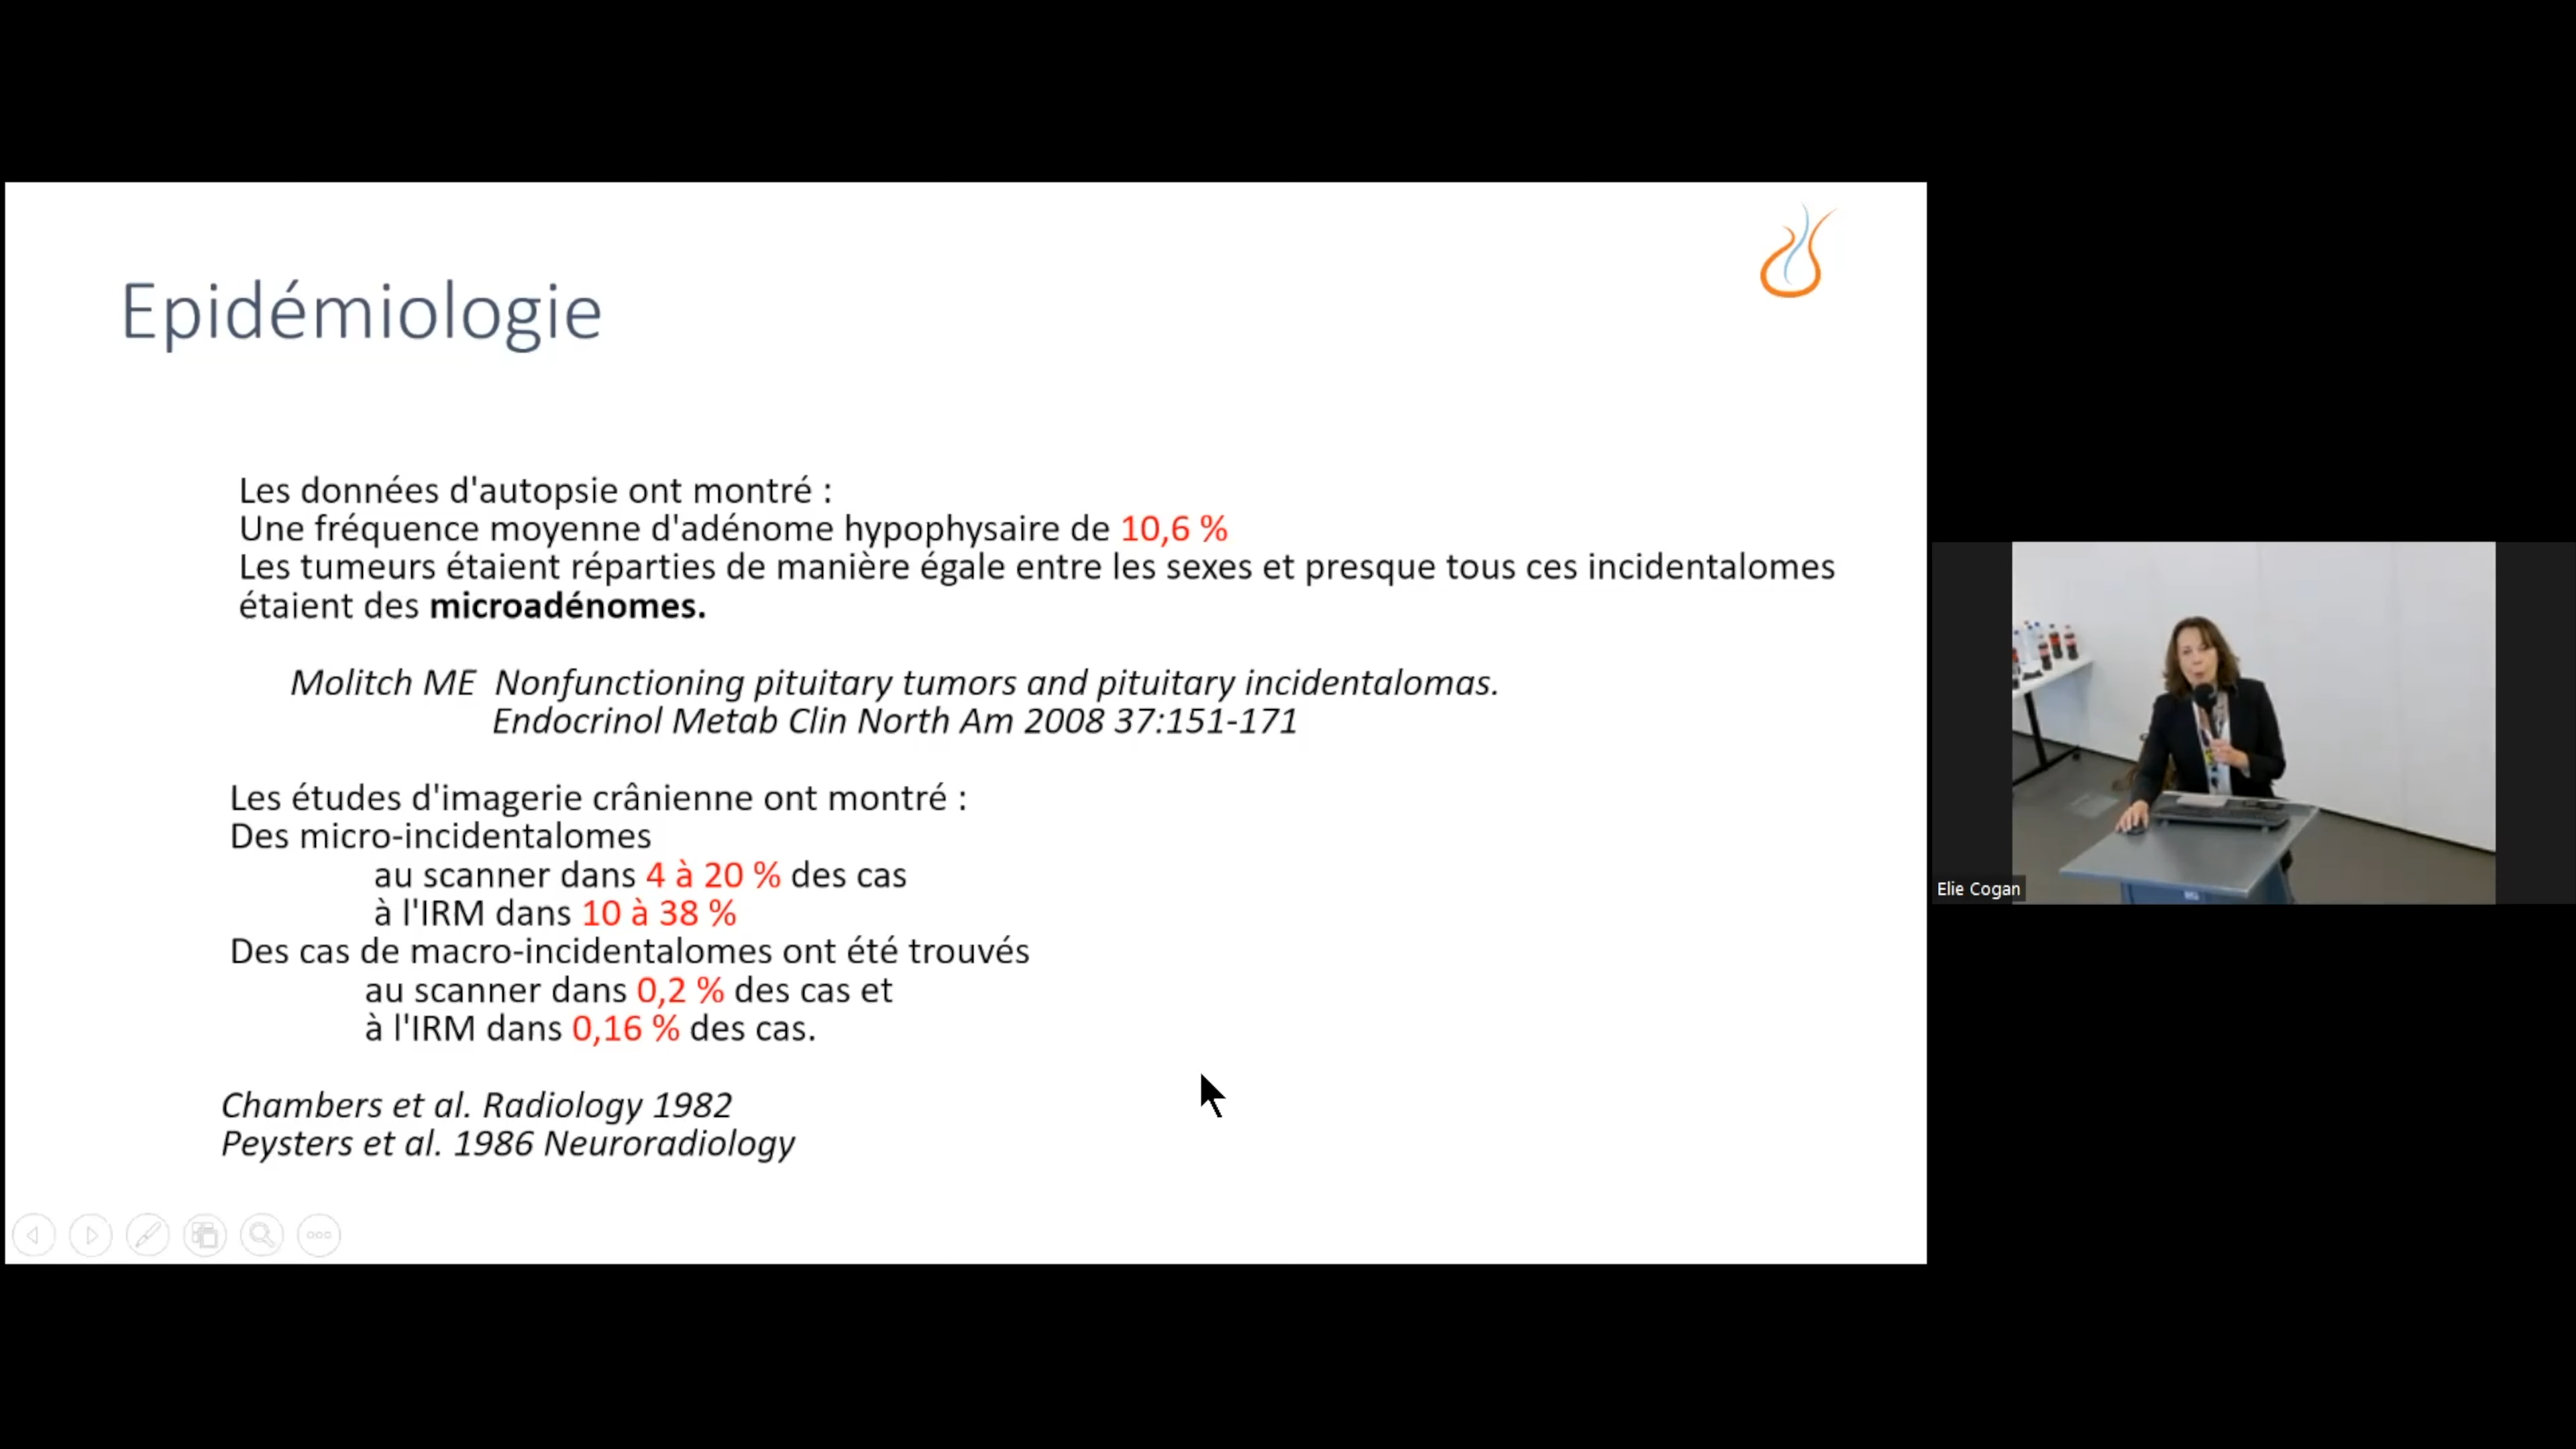 Epidémiologie
Les données d'autopsie ont montré :
Une fréquence moyenne d'adénome hypophysaire de 10,6 %
Les tumeurs étaient réparties de manière égale entre les sexes et presque tous ces incidentalomes
étaient des microadénomes.
Molitch ME Nonfunctioning pituitary tumors and pituitary incidentalomas.
Endocrinol Metab Clin North Am 2008 37:151-171
Les études d'imagerie crânienne ont montré :
Des micro-incidentalomes
au scanner dans 4 à 20 % des cas
à l'IRM dans 10 à 38 %
Des cas de macro-incidentalomes ont été trouvés
au scanner dans 0,2 % des cas et
à l'IRM dans 0,16 % des cas.
Chambers et al. Radiology 1982
Peysters et al. 1986 Neuroradiology
Elie Cogan